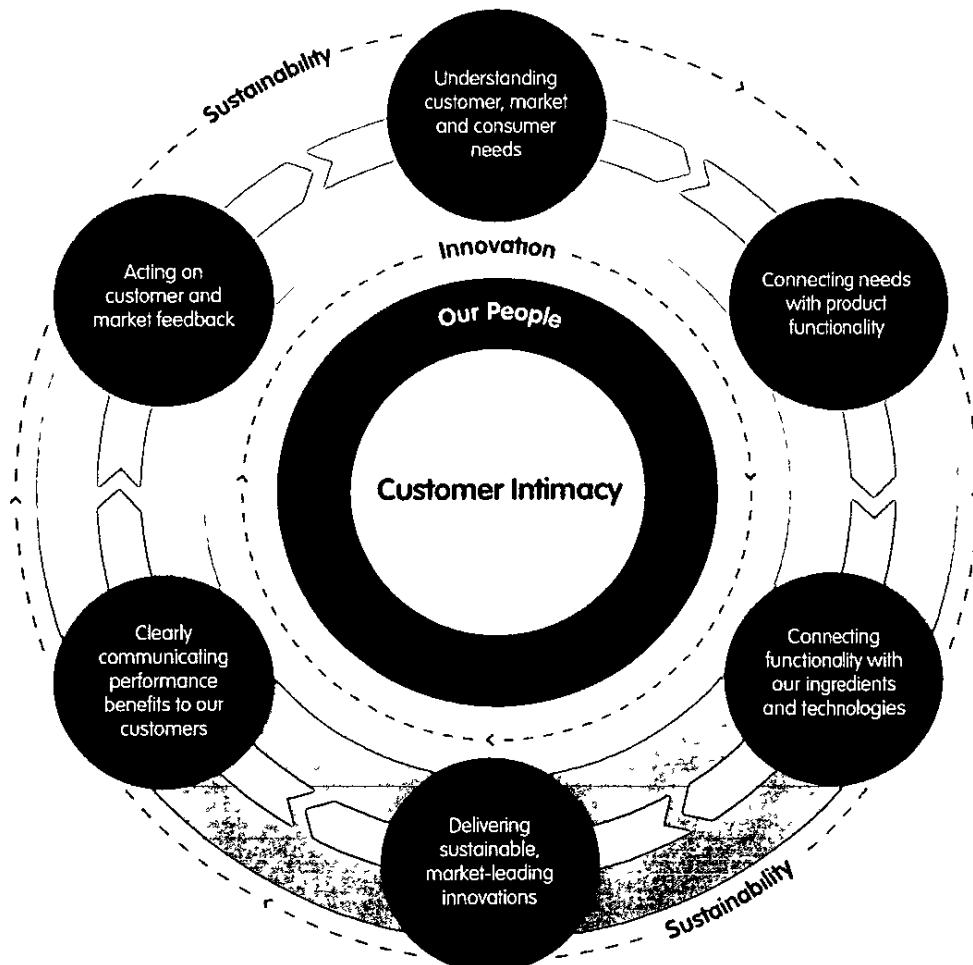 Sustainability
Understanding
customer, market
and consumer
needs
Acting on
customer and
market feedback
Innovation
Our People
Connecting needs
with product
functionality
Customer Intimacy
Clearly
communicating
performance
benefits to our
customers
Connecting
functionality with
our ingredients
and technologies
Delivering
sustainable,
market-leading
innovations
Sustainability